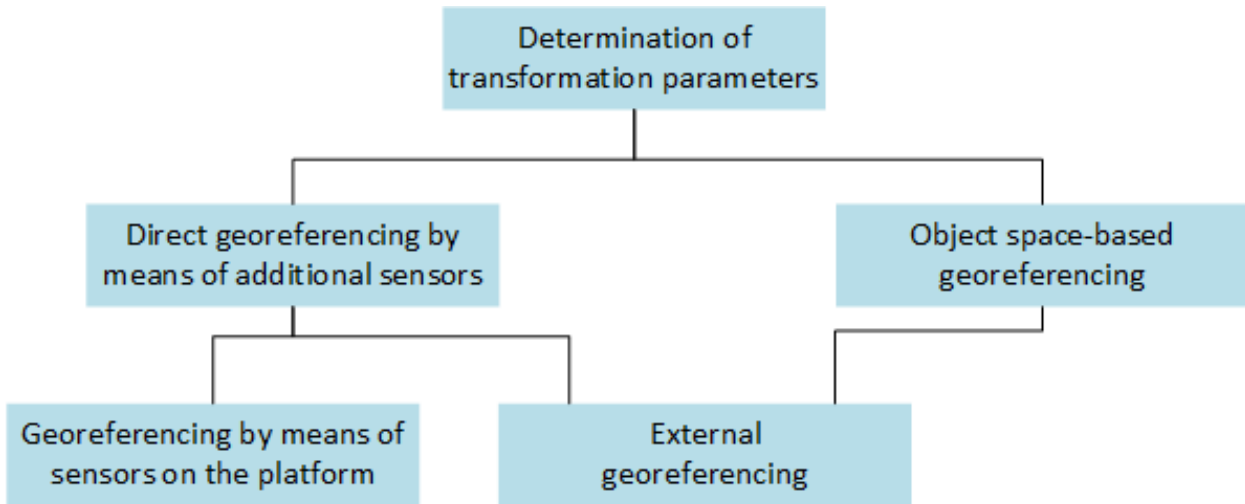 Determination of
transformation parameters
Direct georeferencing by
means of additional sensors
Object space-based
georeferencing
Georeferencing by means of
sensors on the platform
External
georeferencing